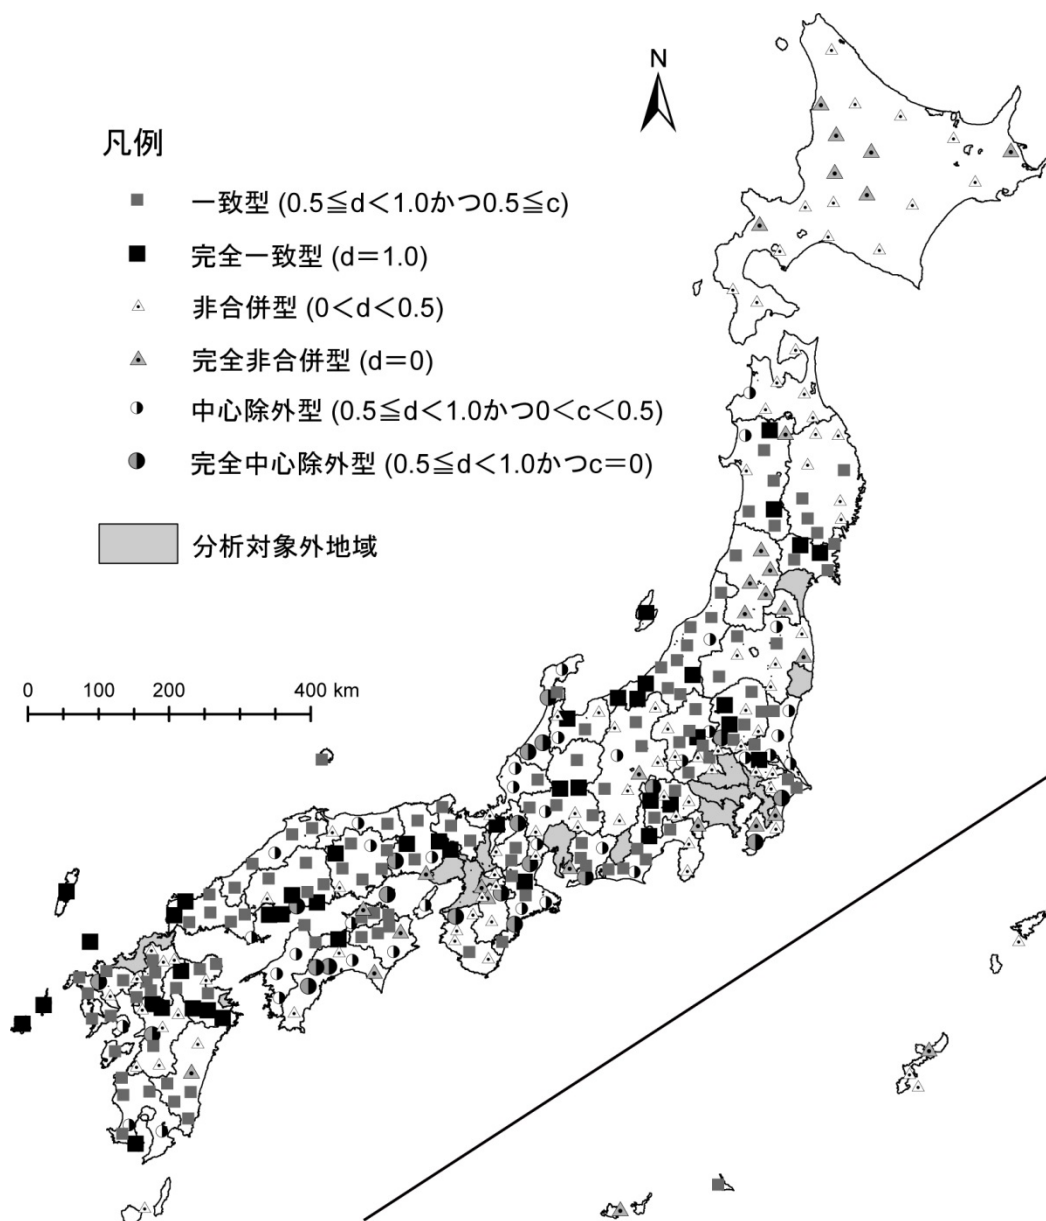 N
凡例
一致型 (0.5≦d＜1.0かつ0.5≦c)
完全一致型 (d＝1.0)
非合併型 (0＜d＜0.5)
完全非合併型 (d＝0)
中心除外型 (0.5≦d＜1.0かつ0＜c＜0.5)
完全中心除外型 (0.5≦d＜1.0かつc＝0)
分析対象外地域
0 100 200 400 km